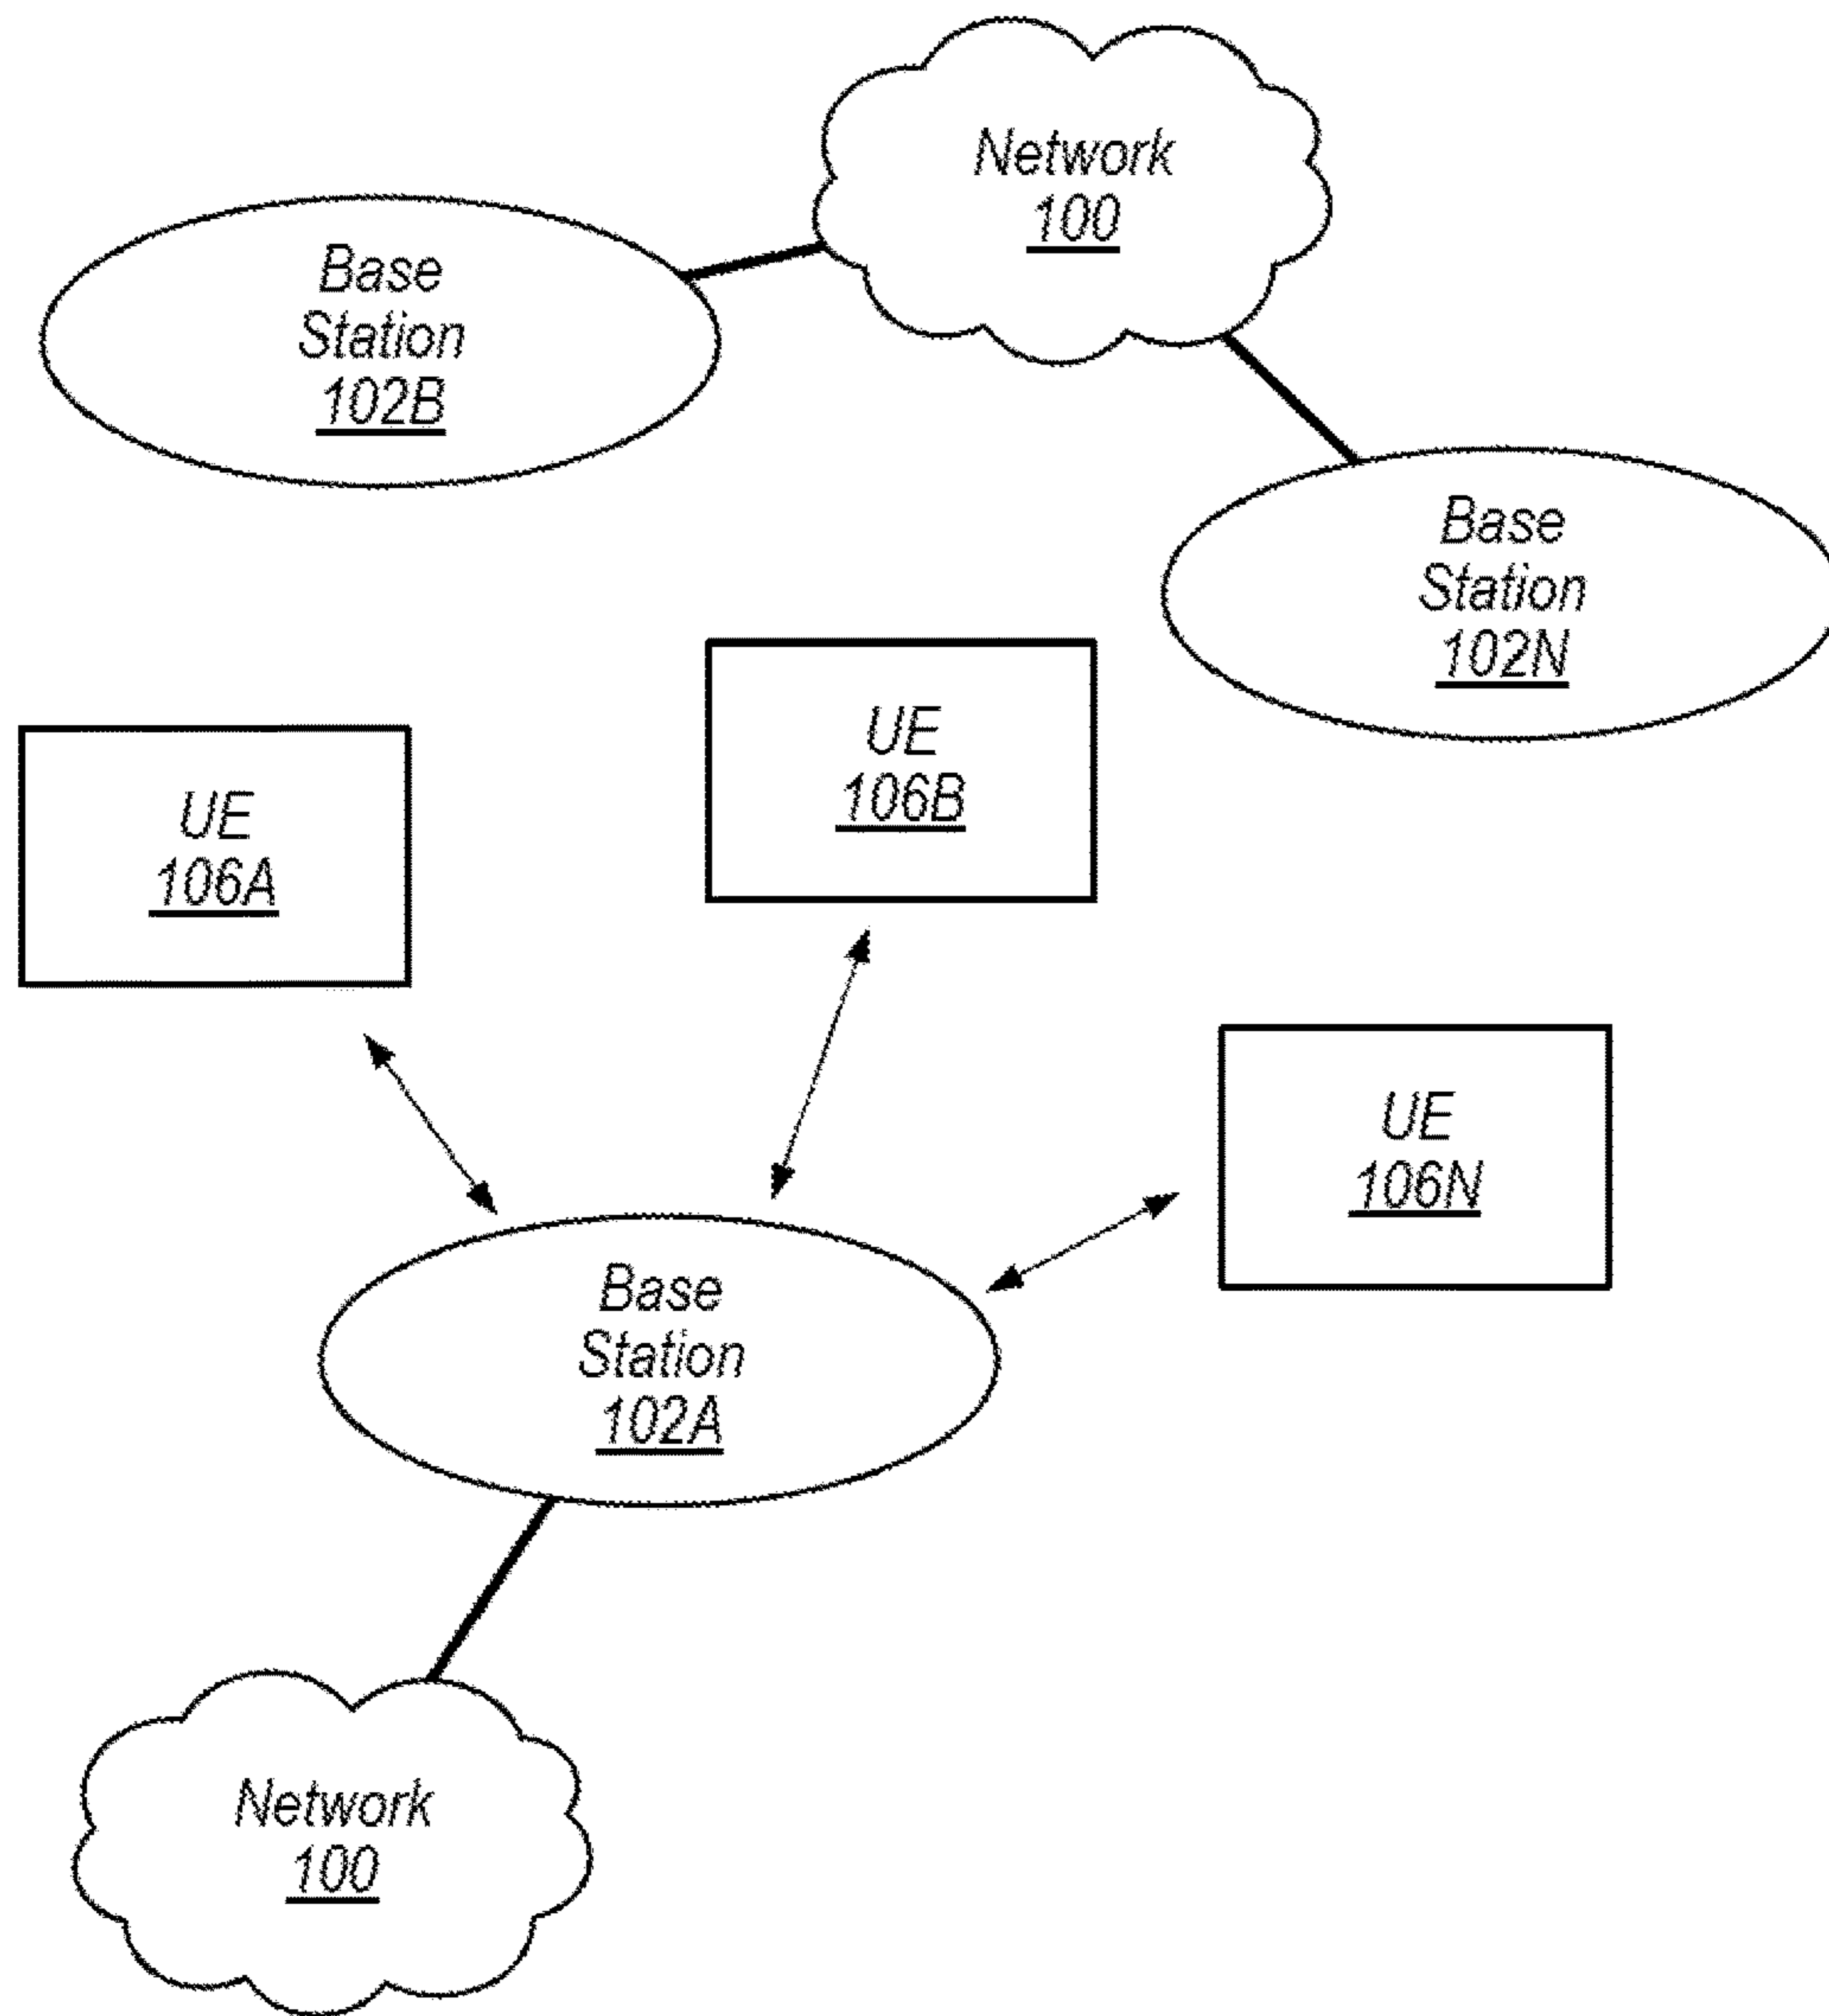 Network
100
Base
Station
102B
Base
Station
102N
UE
106B
UE
106A
UE
106N
Base
Station
102A
Network
100